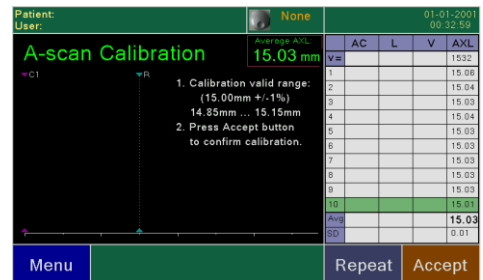 Patient:
User:
None
01-01-2001
00:32:59
A-scan Calibration
Average AXL:
15.03 mm
C1
R
1. Calibration valid range:
(15.00mm +/-1%)
14.85mm ... 15.15mm
2. Press Accept button
to confirm calibration.
AC L V AXL
V= 1532
1 15.06
2 15.04
3 15.03
4 15.04
5 15.03
6 15.03
7 15.03
8 15.03
9 15.03
10 15.01
Avg 15.03
SD 0.01
Menu
Repeat
Accept